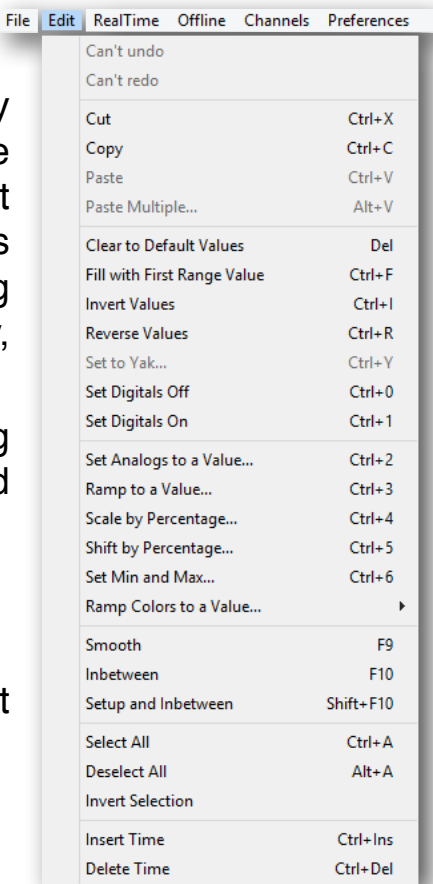 File Edit RealTime Offline Channels Preferences
Can't undo
Can't redo
Cut Ctrl+X
Copy Ctrl+C
Paste Ctrl+V
Paste Multiple... Alt+V
Clear to Default Values Del
Fill with First Range Value Ctrl+F
Invert Values Ctrl+I
Reverse Values Ctrl+R
Set to Yak... Ctrl+Y
Set Digitals Off Ctrl+0
Set Digitals On Ctrl+1
Set Analogs to a Value... Ctrl+2
Ramp to a Value... Ctrl+3
Scale by Percentage... Ctrl+4
Shift by Percentage... Ctrl+5
Set Min and Max... Ctrl+6
Ramp Colors to a Value...
Smooth F9
Inbetween F10
Setup and Inbetween Shift+F10
Select All Ctrl+A
Deselect All Alt+A
Invert Selection
Insert Time Ctrl+Ins
Delete Time Ctrl+Del